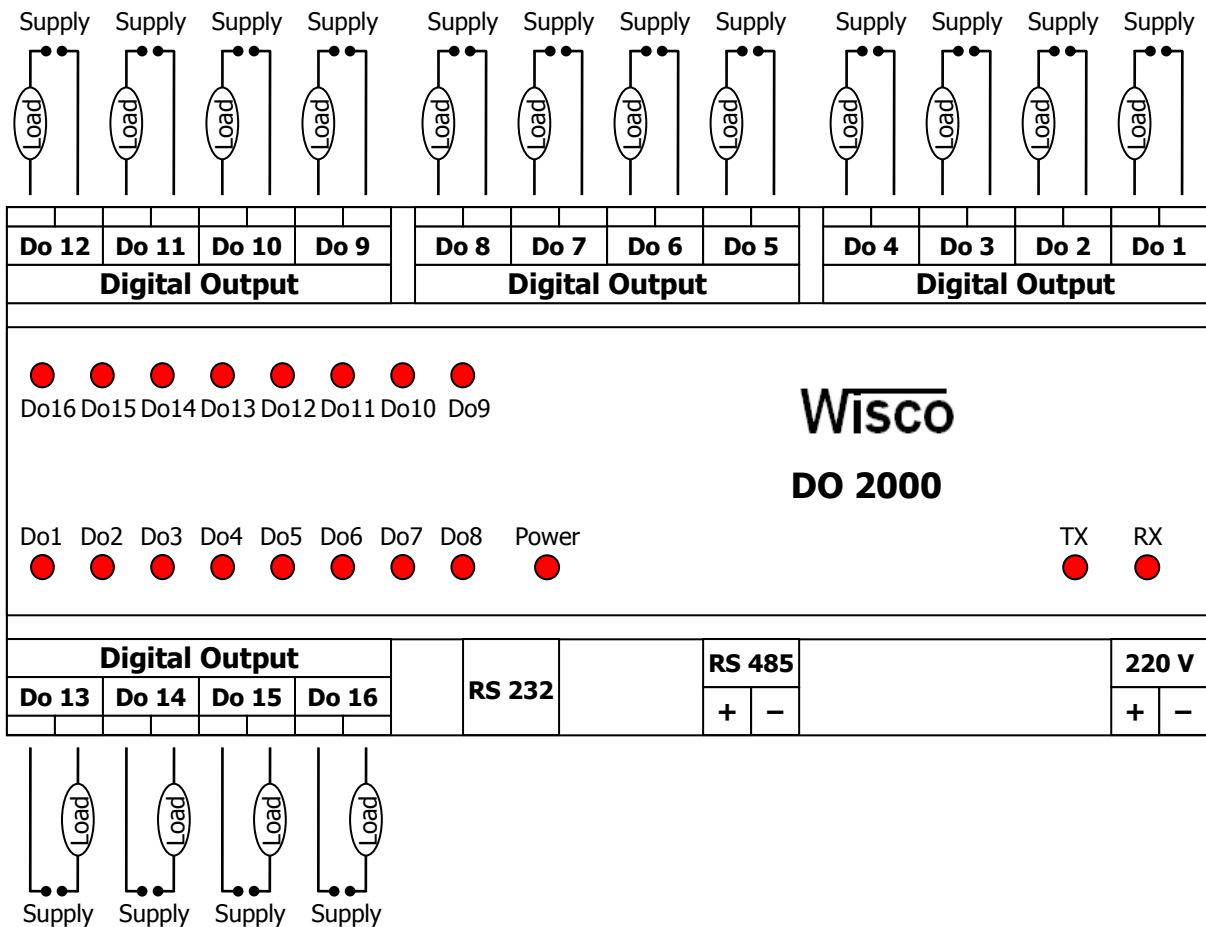 Supply Supply Supply Supply Supply Supply Supply Supply Supply Supply Supply Supply
Load Load Load Load Load Load Load Load Load Load Load Load
Do 12 Do 11 Do 10 Do 9 Do 8 Do 7 Do 6 Do 5 Do 4 Do 3 Do 2 Do 1
Digital Output Digital Output Digital Output
Do16 Do15 Do14 Do13 Do12 Do11 Do10 Do9
Wisco
DO 2000
Do1 Do2 Do3 Do4 Do5 Do6 Do7 Do8 Power TX RX
Digital Output RS 485 220 V
Do 13 Do 14 Do 15 Do 16 RS 232
+ − + −
Load Load Load Load
Supply Supply Supply Supply